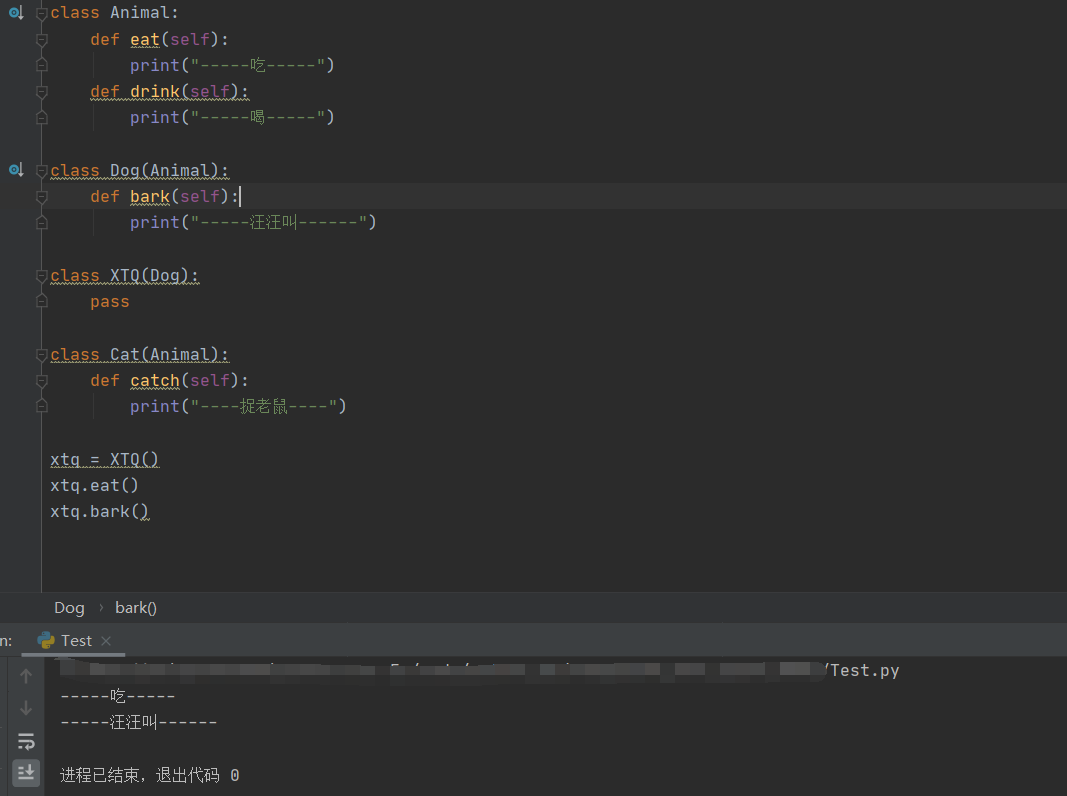 class Animal:
    def eat(self):
        print("-----吃-----")
    def drink(self):
        print("-----喝-----")
class Dog(Animal):
    def bark(self):
        print("-----汪汪叫------")
class XTQ(Dog):
    pass
class Cat(Animal):
    def catch(self):
        print("----捉老鼠----")
xtq = XTQ()
xtq.eat()
xtq.bark()
Dog › bark()
n: Test ×
/Test.py
-----吃-----
-----汪汪叫------
进程已结束，退出代码 0